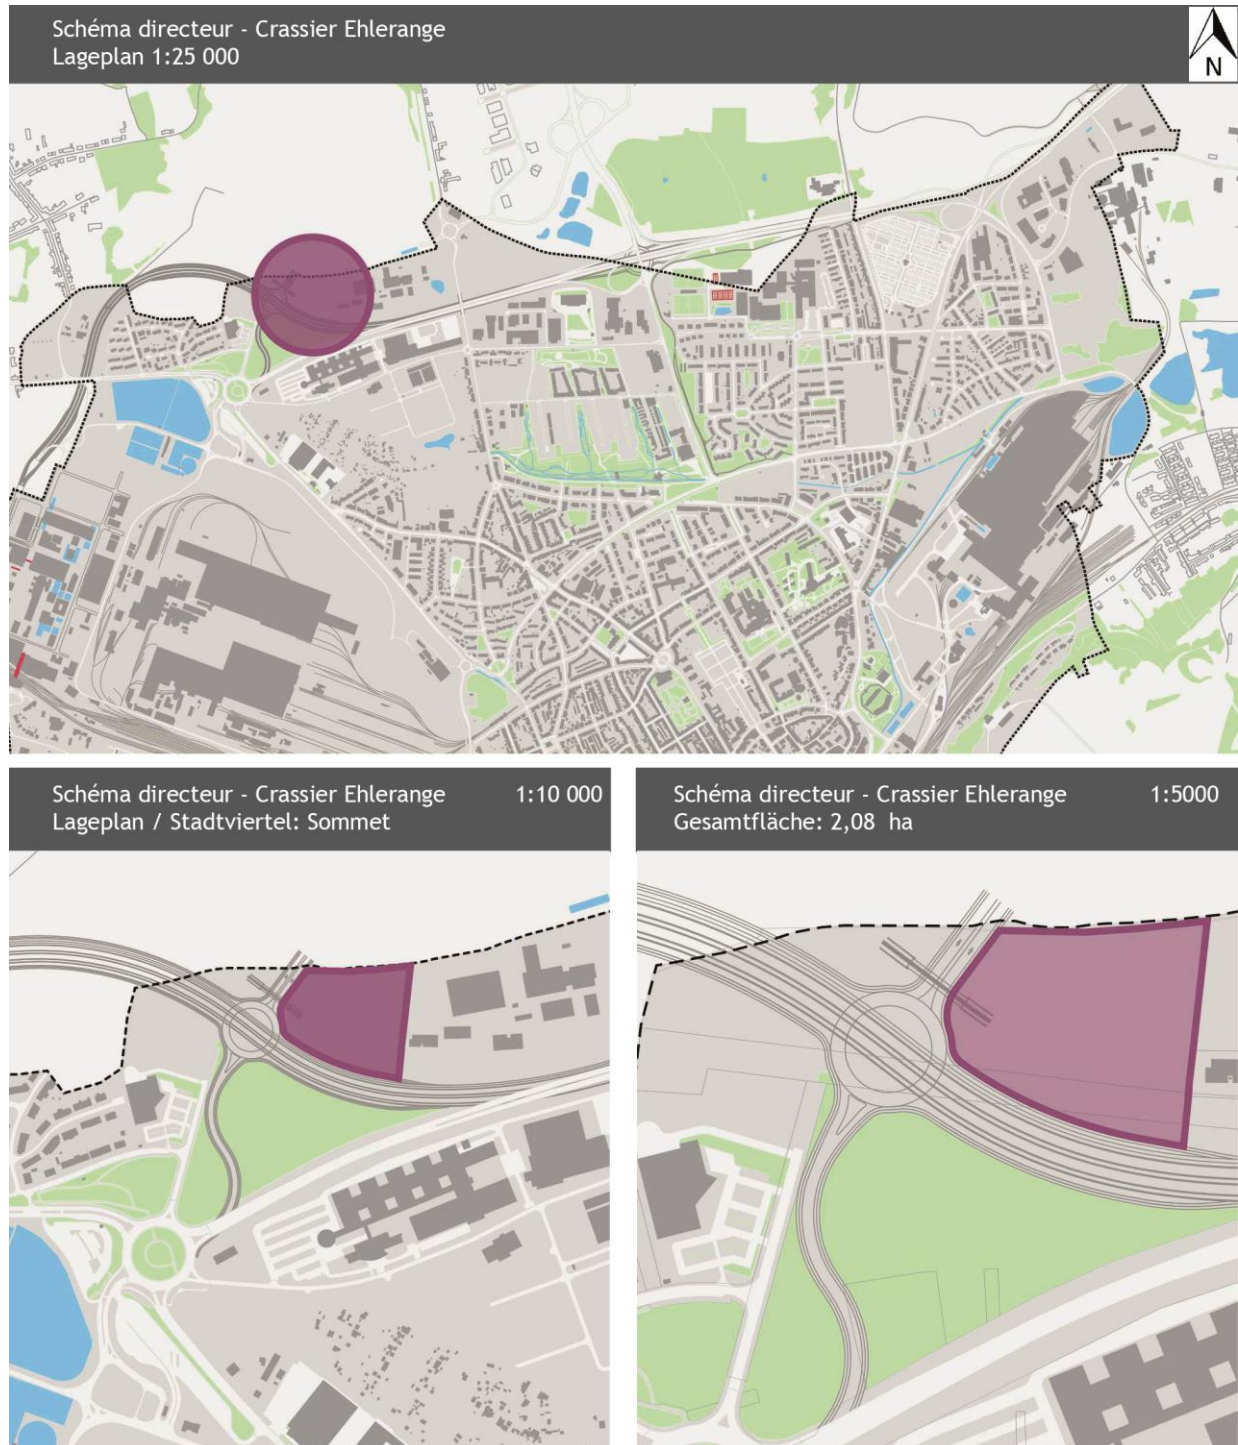 Schéma directeur - Crassier Ehlerange
Lageplan 1:25 000
N
Schéma directeur - Crassier Ehlerange 1:10 000
Lageplan / Stadtviertel: Sommet
Schéma directeur - Crassier Ehlerange 1:5000
Gesamtfläche: 2,08 ha